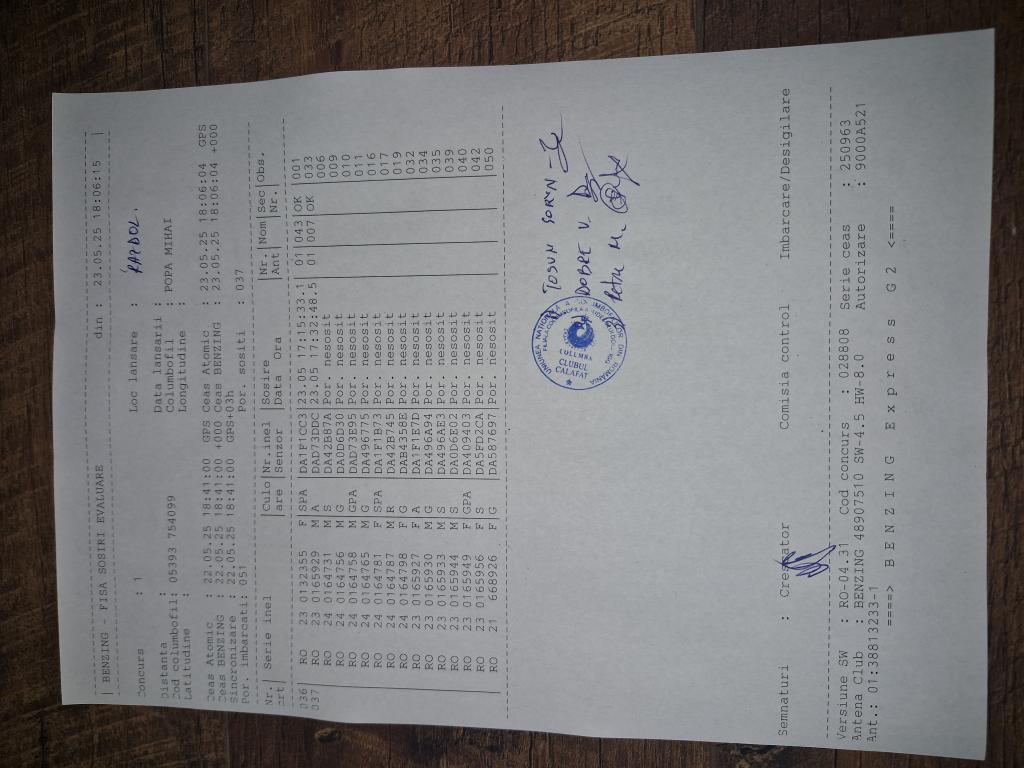 | BENZING - FISA SOSIRI EVALUARE din : 23.05.25 18:06:15 |
Concurs : 1 Loc lansare : RAPDOL.
Distanta : Data lansarii :
Cod columbofil: 05393 754099 Columbofil : POPA MIHAI
Latitudine : Longitudine :
Ceas Atomic : 22.05.25 18:41:00 GPS Ceas Atomic : 23.05.25 18:06:04 GPS
Ceas BENZING : 22.05.25 18:41:00 +000 Ceas BENZING : 23.05.25 18:06:04 +000
Sincronizare : 22.05.25 18:41:00 GPS+03h
Por. imbarcati: 051 Por. sositi : 037
Nr.| Serie inel |Culo|Nr.inel |Sosire |Nr.|Nom|Sec|Obs.
crt| |are |Senzor |Data Ora |Ant| |Nr.|
036| RO 23 0132355 F|SPA |DA1F1CC3|23.05 17:15:33.1 01|043|OK |001
037| RO 23 0165929 M|A |DAD73DDC|23.05 17:32:48.5 01|007|OK |033
RO 24 0164731 M|S |DA42B87A|Por. nesosit |006
RO 24 0164756 M|G |DA0D6D30|Por. nesosit |009
RO 24 0164758 M|GPA |DAD73E95|Por. nesosit |010
RO 24 0164765 M|G |DA496770|Por. nesosit |011
RO 24 0164781 F|SPA |DA1F1B73|Por. nesosit |016
RO 24 0164787 M|R |DA42B745|Por. nesosit |017
RO 24 0164798 F|G |DAB4358E|Por. nesosit |019
RO 23 0165927 F|A |DA1F1E7D|Por. nesosit |032
RO 23 0165930 M|G |DA496A94|Por. nesosit |034
RO 23 0165933 M|S |DA496AE3|Por. nesosit |035
RO 23 0165944 M|S |DA0D6E02|Por. nesosit |039
RO 23 0165949 F|GPA |DA409403|Por. nesosit |040
RO 23 0165956 F|S |DA5FD2CA|Por. nesosit |042
RO 21 668926 F|G |DA587697|Por. nesosit |050
TOSUN SORIN
DOBRE V.
Petru M.
COLUMBA
CLUBUL
CALAFAT
Semnaturi : Crescator Comisia control Imbarcare/Desigilare
Versiune SW : RO-04.31 Cod concurs : 028808 Serie ceas : 250963
Antena Club : BENZING 48907510 SW-4.5 HW-8.0 Autorizare : 9000A521
Ant.: 01:38813233-1
====> B E N Z I N G E x p r e s s G 2 <====